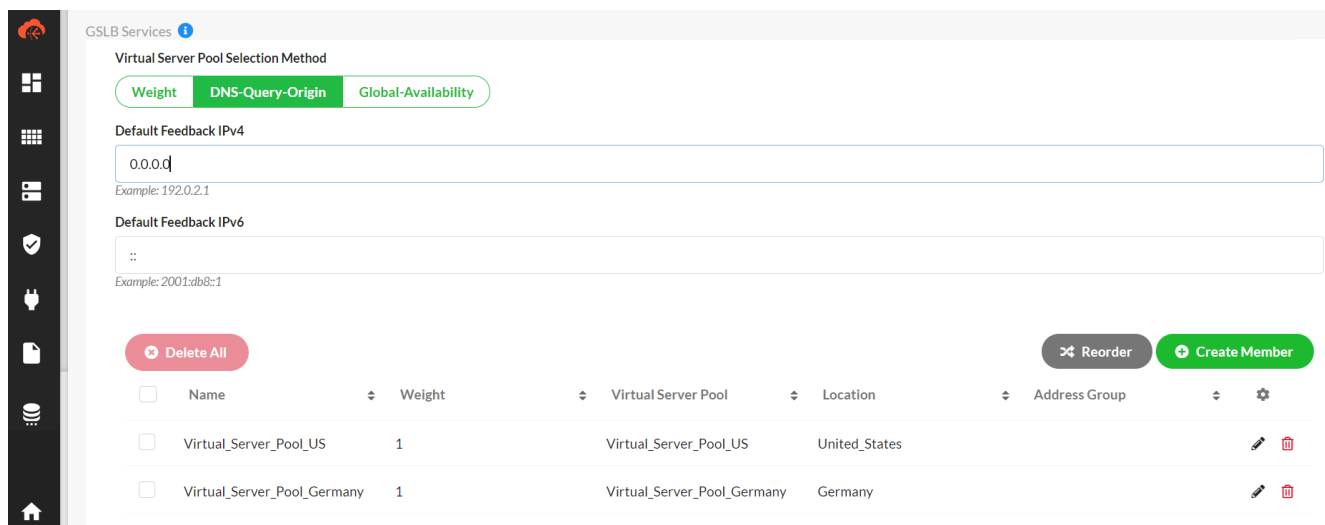 GSLB Services
Virtual Server Pool Selection Method
Weight DNS-Query-Origin Global-Availability
Default Feedback IPv4
0.0.0.0
Example: 192.0.2.1
Default Feedback IPv6
::
Example: 2001:db8::1
Delete All Reorder Create Member
Name Weight Virtual Server Pool Location Address Group
Virtual_Server_Pool_US 1 Virtual_Server_Pool_US United_States
Virtual_Server_Pool_Germany 1 Virtual_Server_Pool_Germany Germany